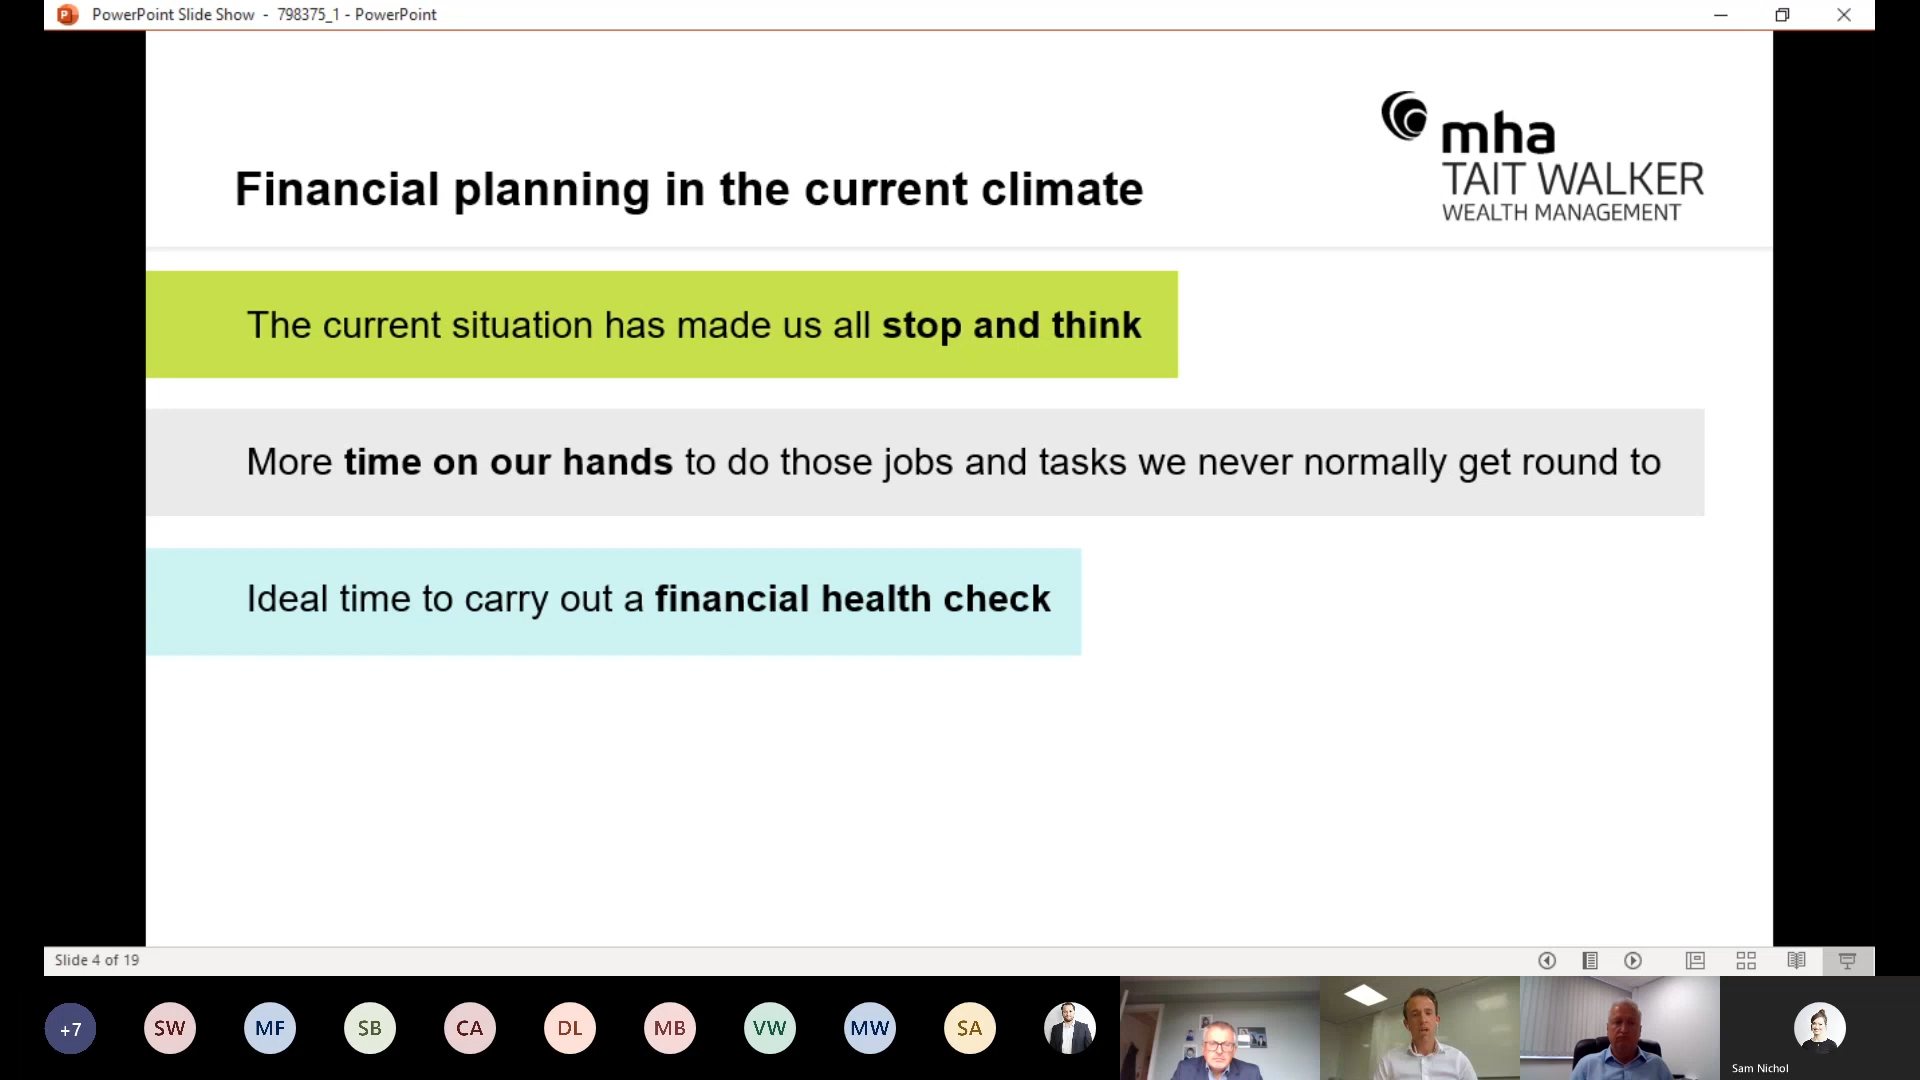 PowerPoint Slide Show - 798375_1 - PowerPoint
mha
TAIT WALKER
WEALTH MANAGEMENT
Financial planning in the current climate
The current situation has made us all stop and think
More time on our hands to do those jobs and tasks we never normally get round to
Ideal time to carry out a financial health check
Slide 4 of 19
+7
SW
MF
SB
CA
DL
MB
VW
MW
SA
Sam Nichol